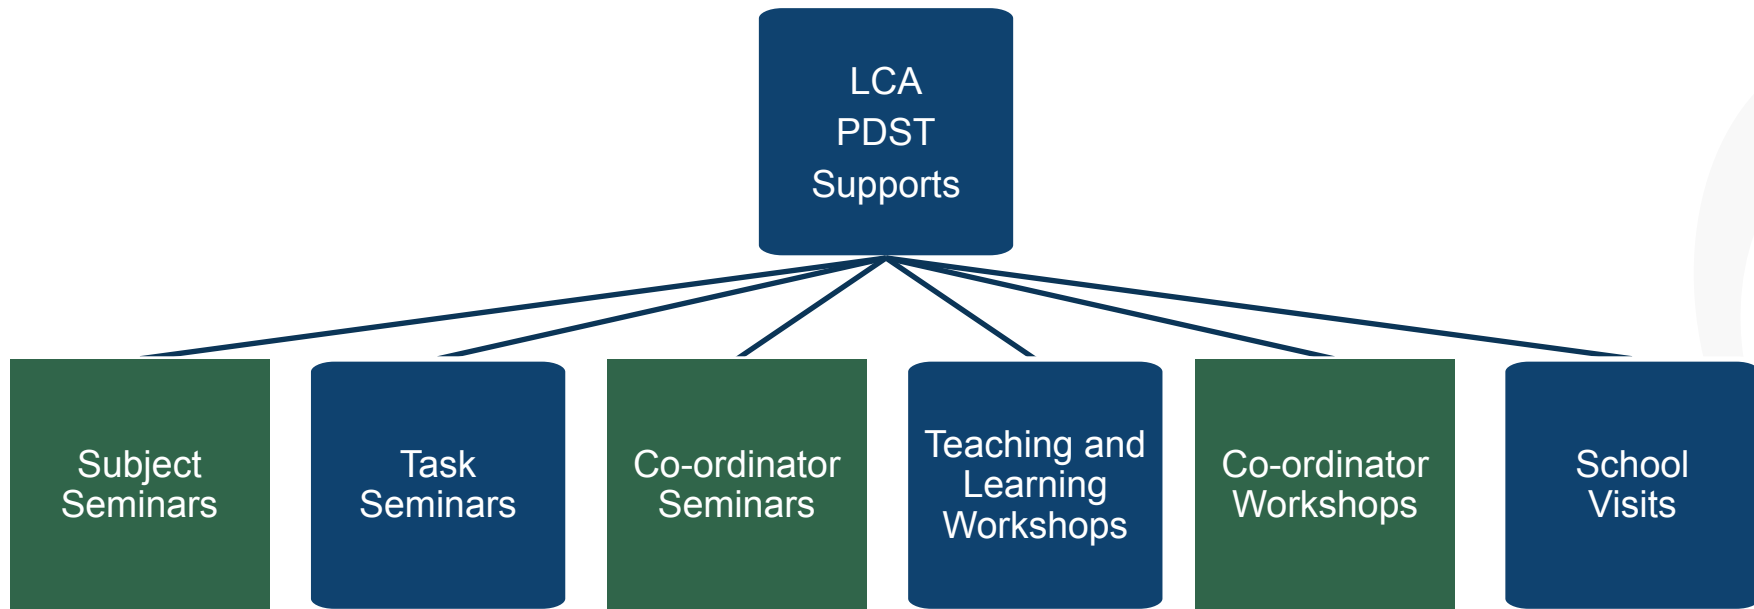 LCA
PDST
Supports
Subject
Seminars
Task
Seminars
Co-ordinator
Seminars
Teaching and
Learning
Workshops
Co-ordinator
Workshops
School
Visits